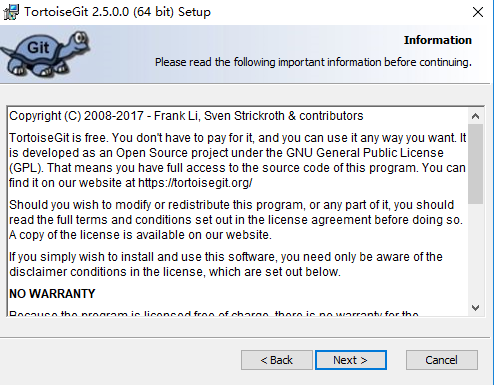 TortoiseGit 2.5.0.0 (64 bit) Setup
Git
Information
Please read the following important information before continuing.
Copyright (C) 2008-2017 - Frank Li, Sven Strickroth & contributors
TortoiseGit is free. You don't have to pay for it, and you can use it any way you want. It
is developed as an Open Source project under the GNU General Public License
(GPL). That means you have full access to the source code of this program. You can
find it on our website at https://tortoisegit.org/
Should you wish to modify or redistribute this program, or any part of it, you should
read the full terms and conditions set out in the license agreement before doing so.
A copy of the license is available on our website.
If you simply wish to install and use this software, you need only be aware of the
disclaimer conditions in the license, which are set out below.
NO WARRANTY
Because the program is licensed free of charge, there is no warranty for the
< Back
Next >
Cancel